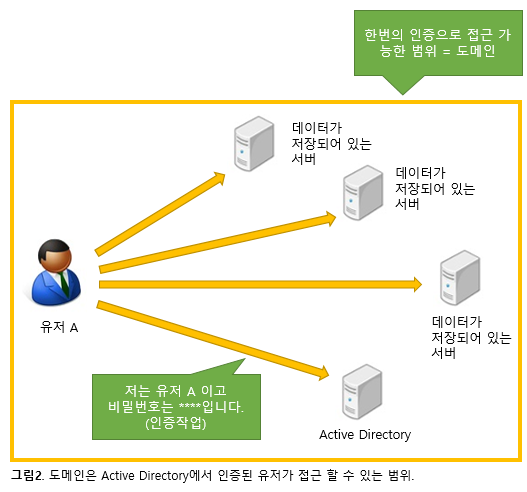 한번의 인증으로 접근 가
능한 범위 = 도메인
데이터가
저장되어 있는
서버
데이터가
저장되어 있는
서버
유저 A
데이터가
저장되어 있는
서버
저는 유저 A 이고
비밀번호는 ****입니다.
(인증작업)
Active Directory
그림2. 도메인은 Active Directory에서 인증된 유저가 접근 할 수 있는 범위.